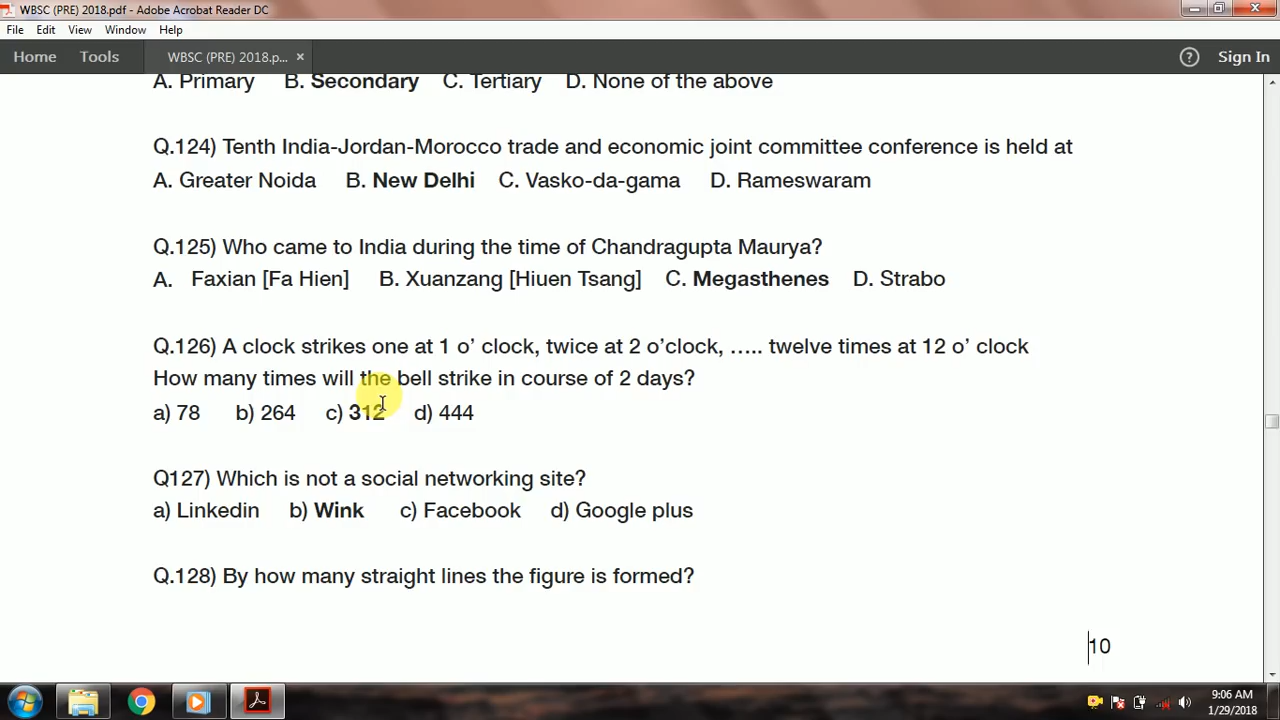 WBSC (PRE) 2018.pdf - Adobe Acrobat Reader DC
File Edit View Window Help
Home Tools WBSC (PRE) 2018.p... × ? Sign In
A. Primary B. Secondary C. Tertiary D. None of the above
Q.124) Tenth India-Jordan-Morocco trade and economic joint committee conference is held at
A. Greater Noida B. New Delhi C. Vasko-da-gama D. Rameswaram
Q.125) Who came to India during the time of Chandragupta Maurya?
A. Faxian [Fa Hien] B. Xuanzang [Hiuen Tsang] C. Megasthenes D. Strabo
Q.126) A clock strikes one at 1 o’ clock, twice at 2 o’clock, ….. twelve times at 12 o’ clock
How many times will the bell strike in course of 2 days?
a) 78 b) 264 c) 312 d) 444
Q127) Which is not a social networking site?
a) Linkedin b) Wink c) Facebook d) Google plus
Q.128) By how many straight lines the figure is formed?
10
9:06 AM
1/29/2018